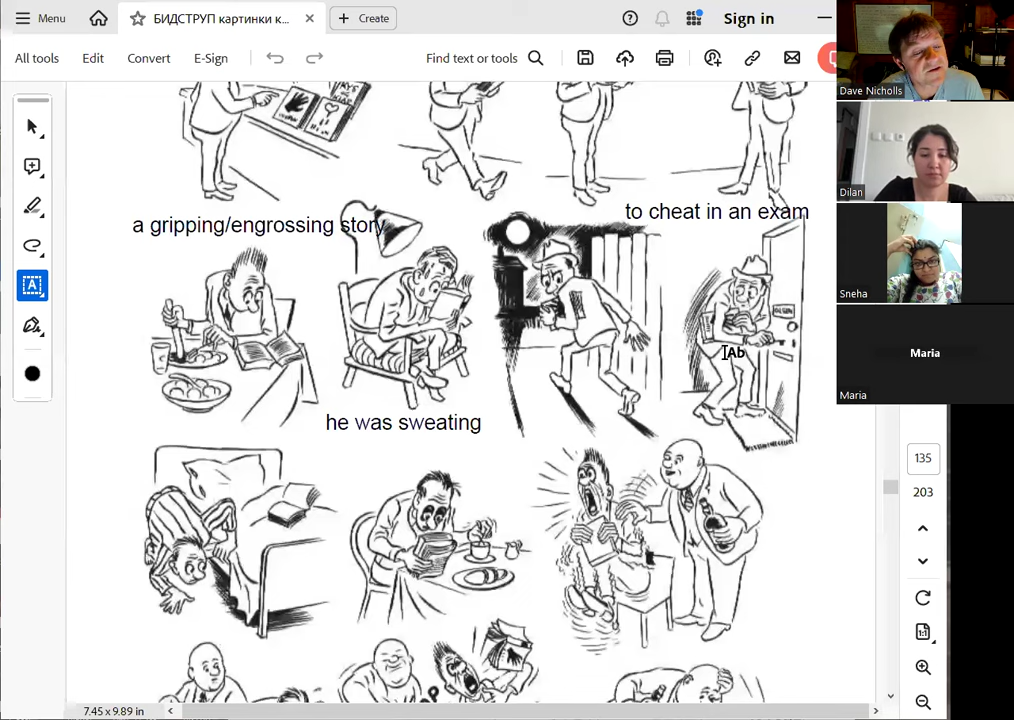 Menu
БИДСТРУП картинки к...
Create
Sign in
All tools
Edit
Convert
E-Sign
Find text or tools
Dave Nicholls
Dilan
Sneha
Maria
Maria
a gripping/engrossing story
to cheat in an exam
Ab
he was sweating
135
203
1:1
7.45 x 9.89 in